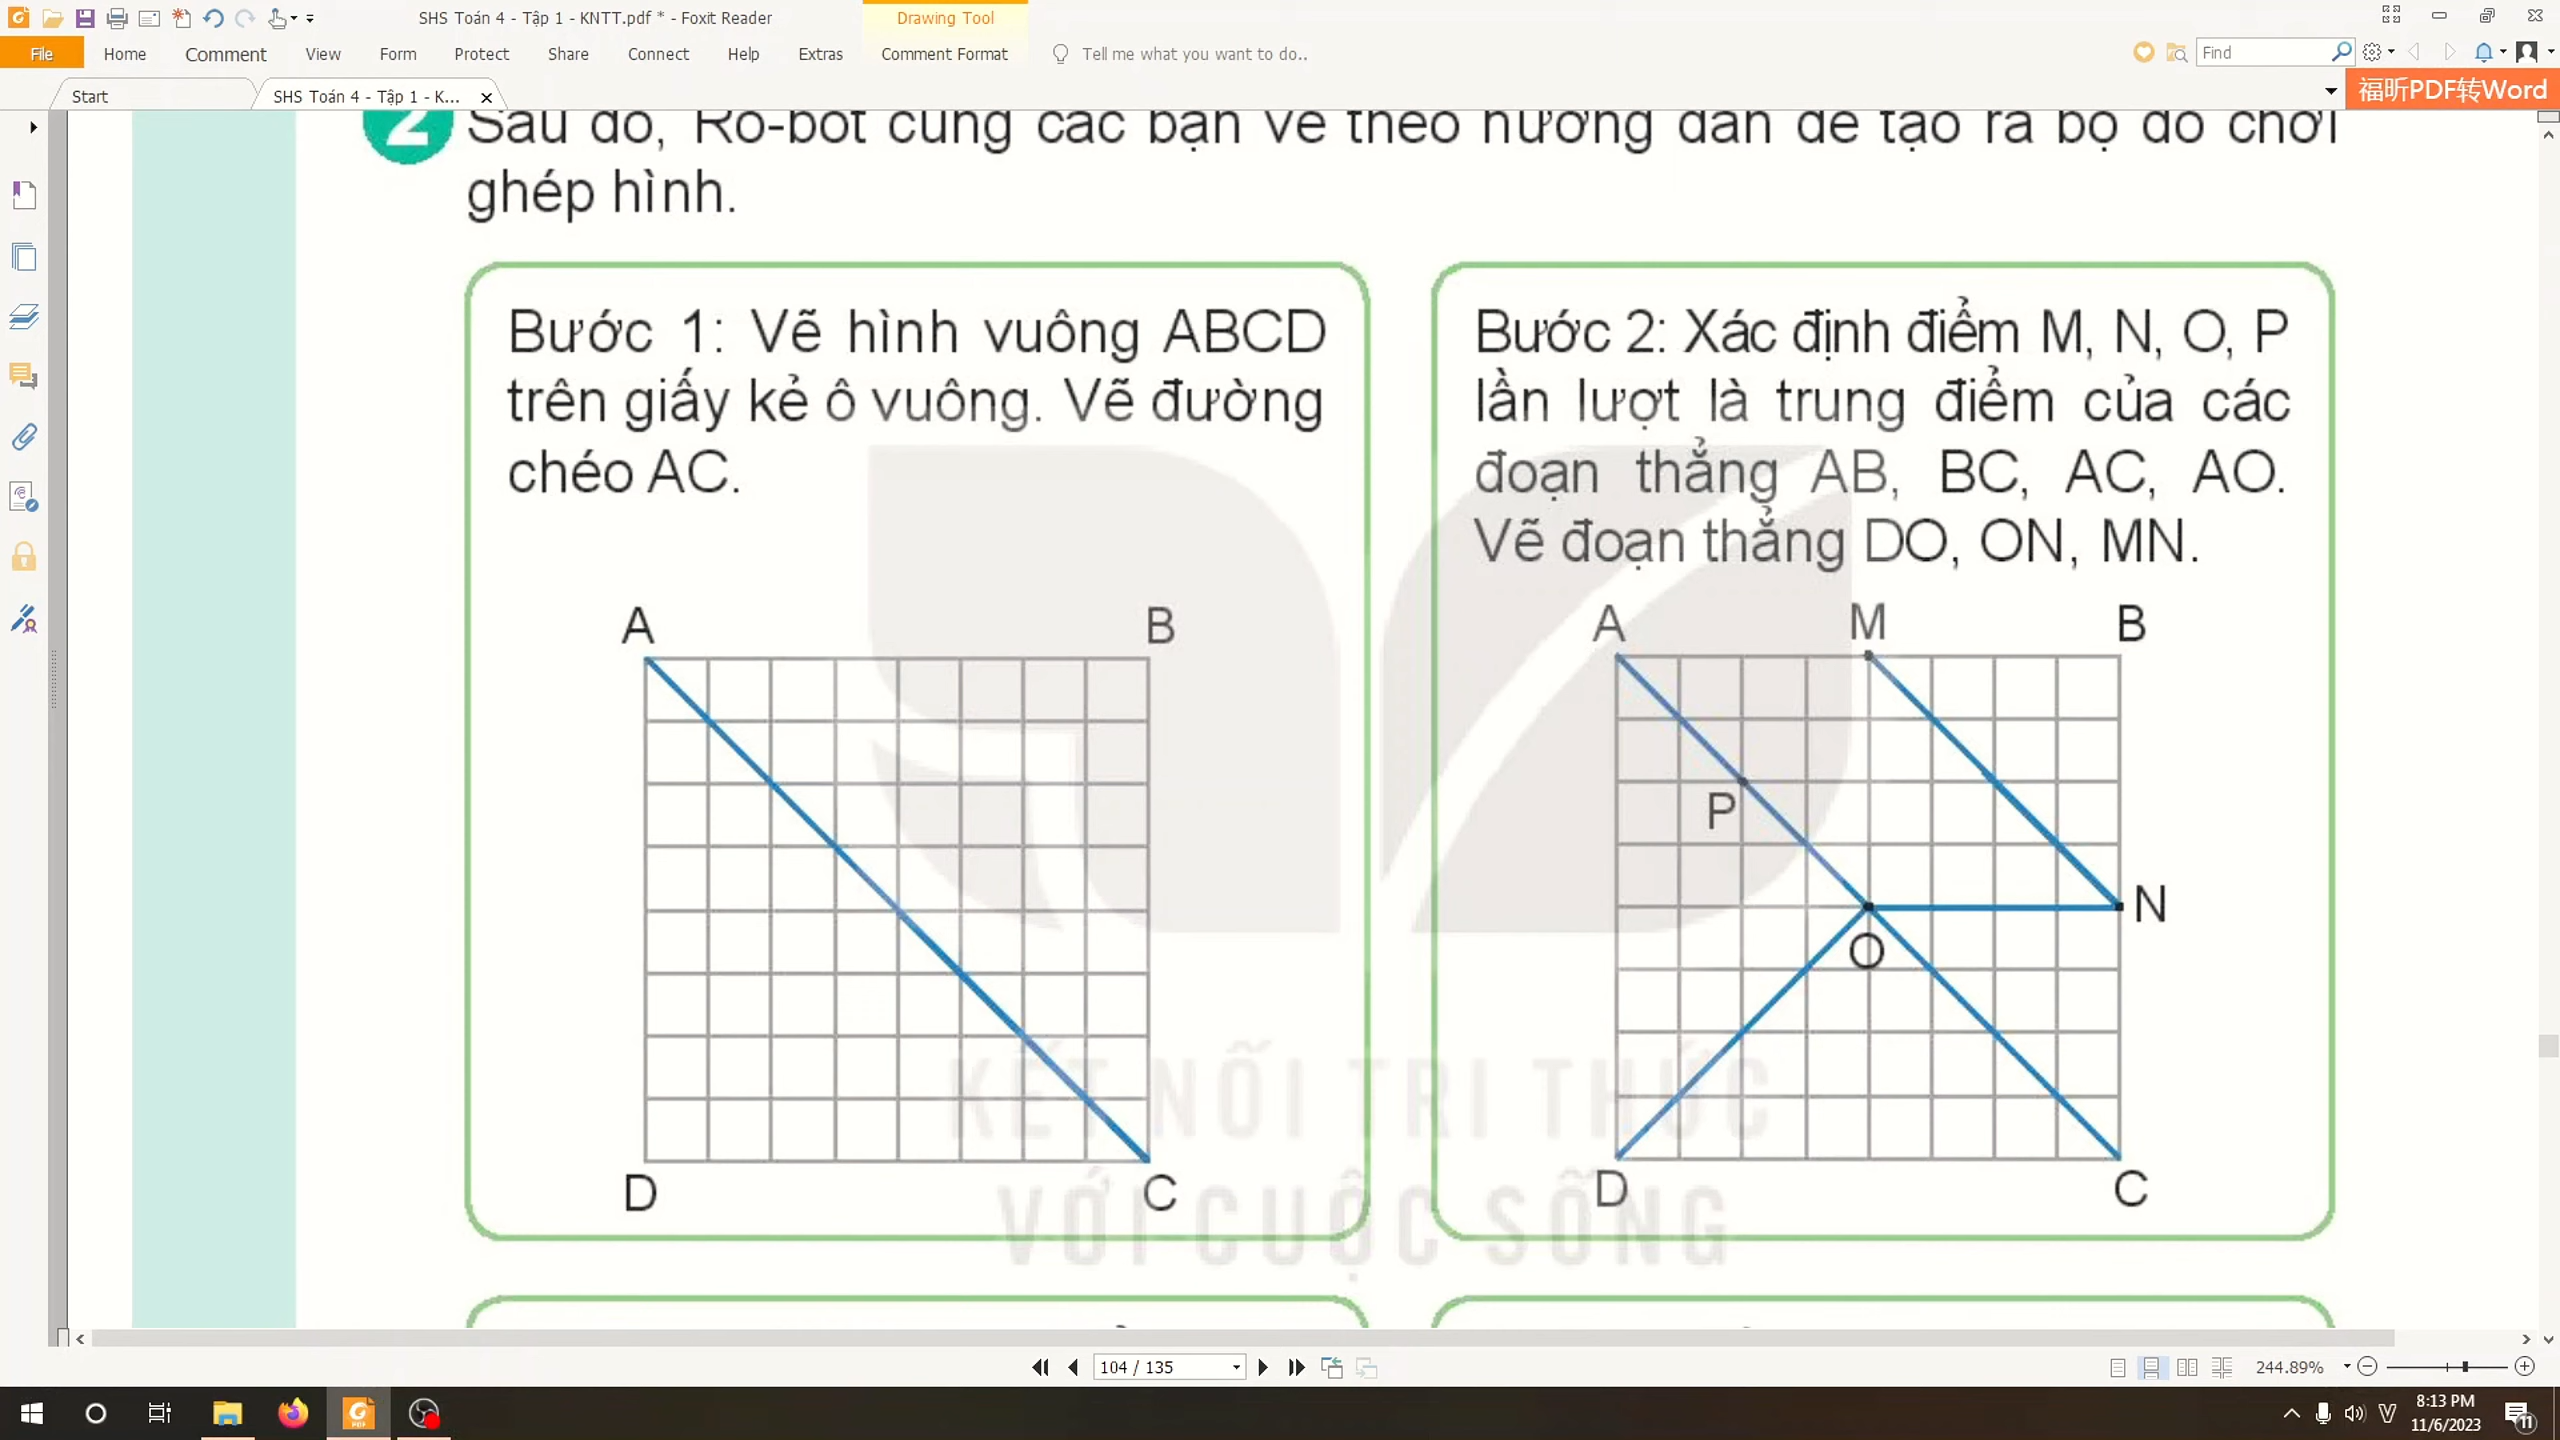 SHS Toán 4 - Tập 1 - KNTT.pdf * - Foxit Reader
Drawing Tool
File Home Comment View Form Protect Share Connect Help Extras Comment Format Tell me what you want to do.. Find
Start SHS Toán 4 - Tập 1 - K... 福昕PDF转Word
2 Sau đó, Rô-bốt cùng các bạn vẽ theo hướng dẫn để tạo ra bộ đồ chơi
ghép hình.
Bước 1: Vẽ hình vuông ABCD
trên giấy kẻ ô vuông. Vẽ đường
chéo AC.
A B
D C
Bước 2: Xác định điểm M, N, O, P
lần lượt là trung điểm của các
đoạn thẳng AB, BC, AC, AO.
Vẽ đoạn thẳng DO, ON, MN.
A M B
P
N
O
D C
KẾT NỐI TRI THỨC
VỚI CUỘC SỐNG
104 / 135
244.89%
8:13 PM
11/6/2023
11